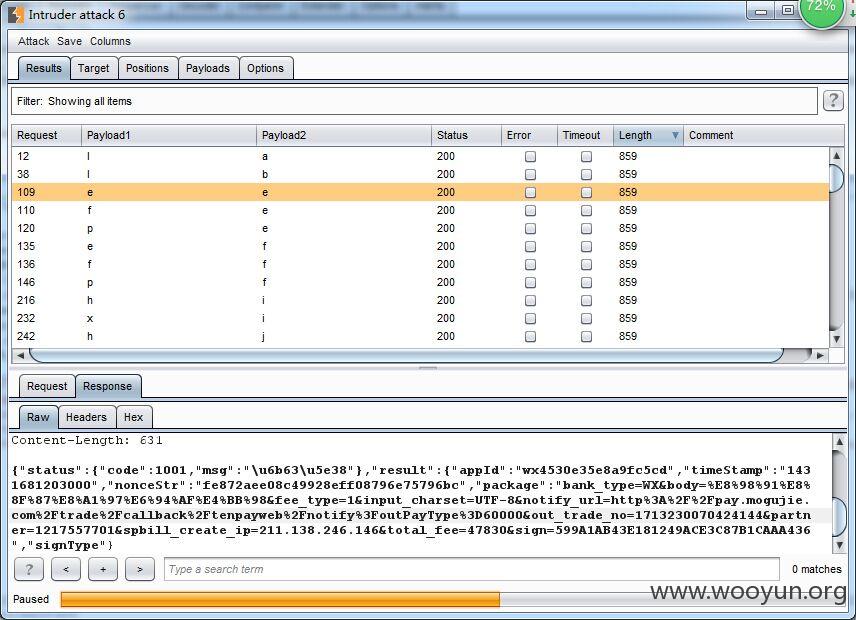 Intruder attack 6
72%
Attack Save Columns
Results Target Positions Payloads Options
Filter: Showing all items
?
Request Payload1 Payload2 Status Error Timeout Length Comment
12 l a 200 859
38 l b 200 859
109 e e 200 859
110 f e 200 859
120 p e 200 859
135 e f 200 859
136 f f 200 859
146 p f 200 859
216 h i 200 859
232 x i 200 859
242 h j 200 859
Request Response
Raw Headers Hex
Content-Length: 631
{"status":{"code":1001,"msg":"\u6b63\u5e38"},"result":{"appId":"wx4530e35e8a9fc5cd","timeStamp":"143
1681203000","nonceStr":"fe872aee08c49928eff08796e75796bc","package":"bank_type=WX&body=%E8%98%91%E8%
8F%87%E8%A1%97%E6%94%AF%E4%BB%98&fee_type=1&input_charset=UTF-8&notify_url=http%3A%2F%2Fpay.mogujie.
com%2Ftrade%2Fcallback%2Ftenpayweb%2Fnotify%3FoutPayType%3D60000&out_trade_no=1713230070424144&partn
er=1217557701&spbill_create_ip=211.138.246.146&total_fee=47830&sign=599A1AB43E181249ACE3C87B1CAAA436
","signType"}
? < + > Type a search term 0 matches
Paused
www.wooyun.org